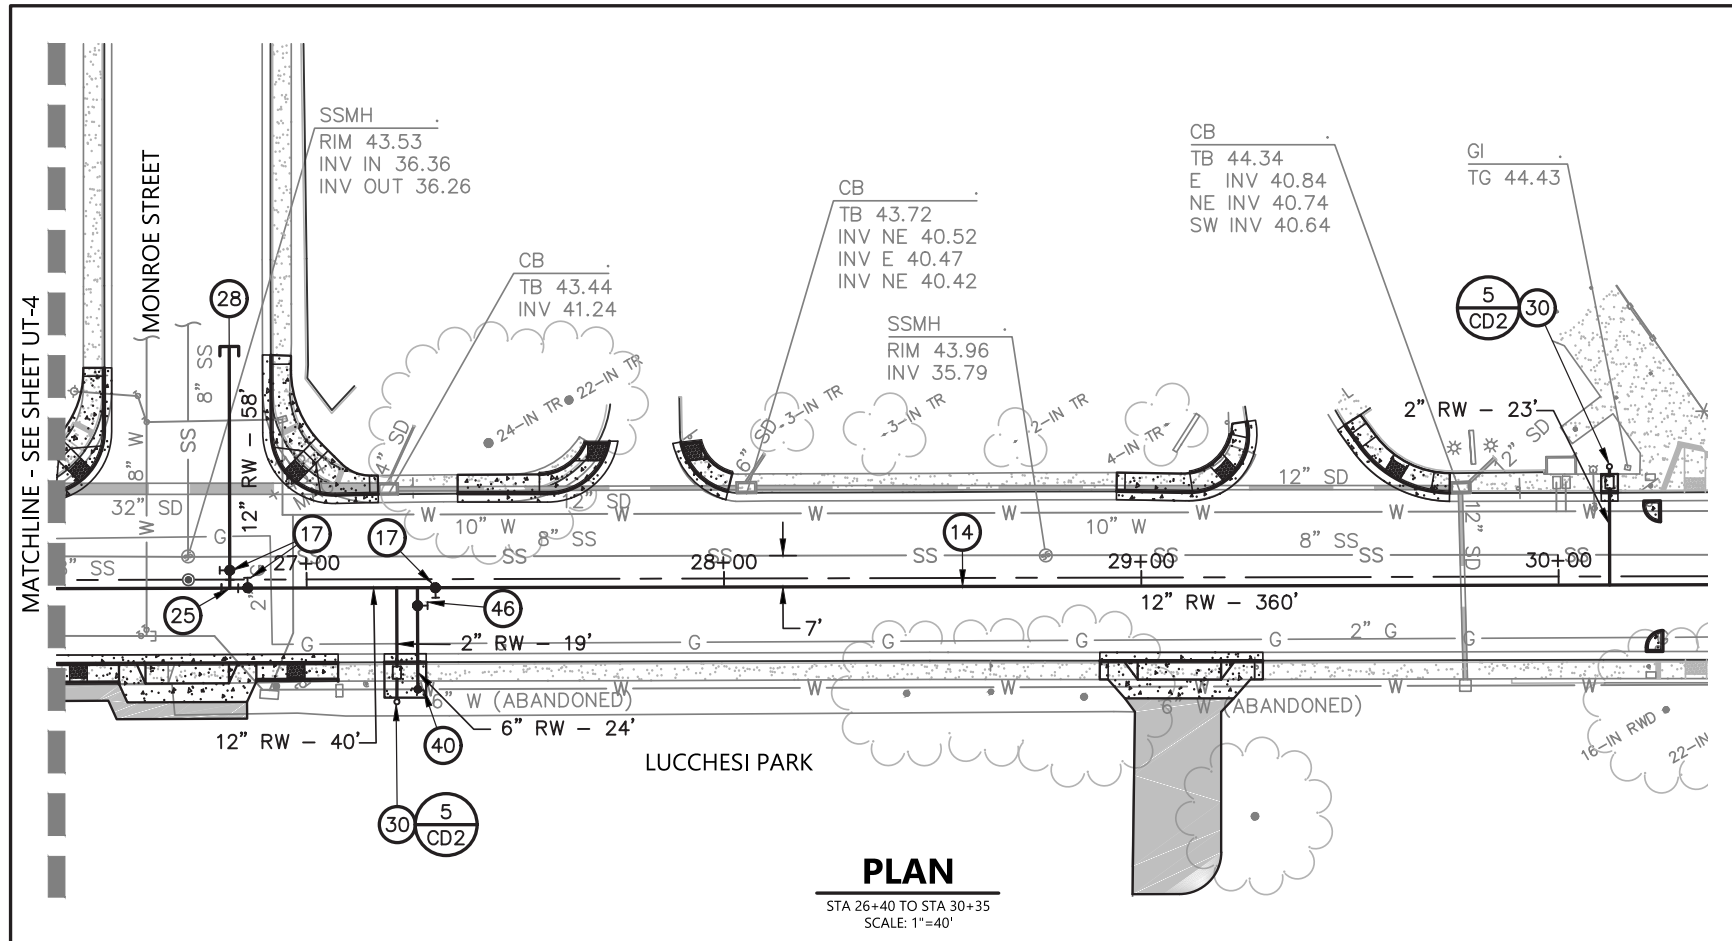 MATCHLINE - SEE SHEET UT-4
MONROE STREET
SSMH
RIM 43.53
INV IN 36.36
INV OUT 36.26
CB
TB 43.44
INV 41.24
CB
TB 43.72
INV NE 40.52
INV E 40.47
INV NE 40.42
SSMH
RIM 43.96
INV 35.79
CB
TB 44.34
E INV 40.84
NE INV 40.74
SW INV 40.64
GI
TG 44.43
5
CD2
30
28
2" RW - 23'
8" SS
SS
8" W
W
12" RW - 58'
24-IN TR
22-IN TR
3-IN TR
3-IN TR
2-IN TR
4-IN TR
4" SD
6" SD
12" SD
2" SD
12" SD
32" SD
2" SD
10" W
W
W
W
W
W
10" W
W
W
W
8" SS
SS
SS
SS
8" SS
SS
SS
G
17
17
14
27+00
28+00
29+00
30+00
25
46
12" RW - 360'
7'
2" RW - 19'
G
G
G
G
2" G
G
6" W (ABANDONED)
W
W
W
W
W
6" W (ABANDONED)
12" RW - 40'
40
6" RW - 24'
LUCCHESI PARK
16-IN RWD
22-IN
30
5
CD2
PLAN
STA 26+40 TO STA 30+35
SCALE: 1"=40'